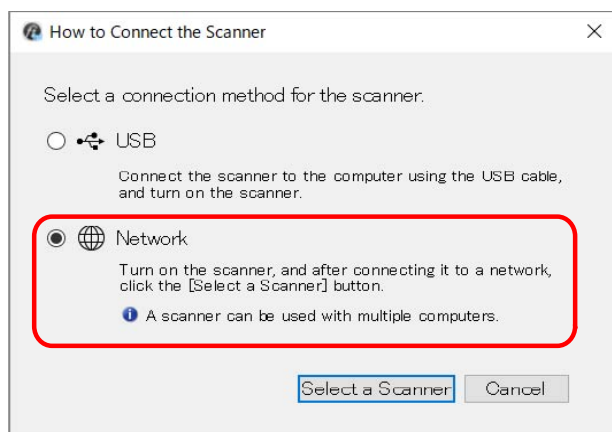 How to Connect the Scanner
Select a connection method for the scanner.
USB
Connect the scanner to the computer using the USB cable,
and turn on the scanner.
Network
Turn on the scanner, and after connecting it to a network,
click the [Select a Scanner] button.
A scanner can be used with multiple computers.
Select a Scanner Cancel